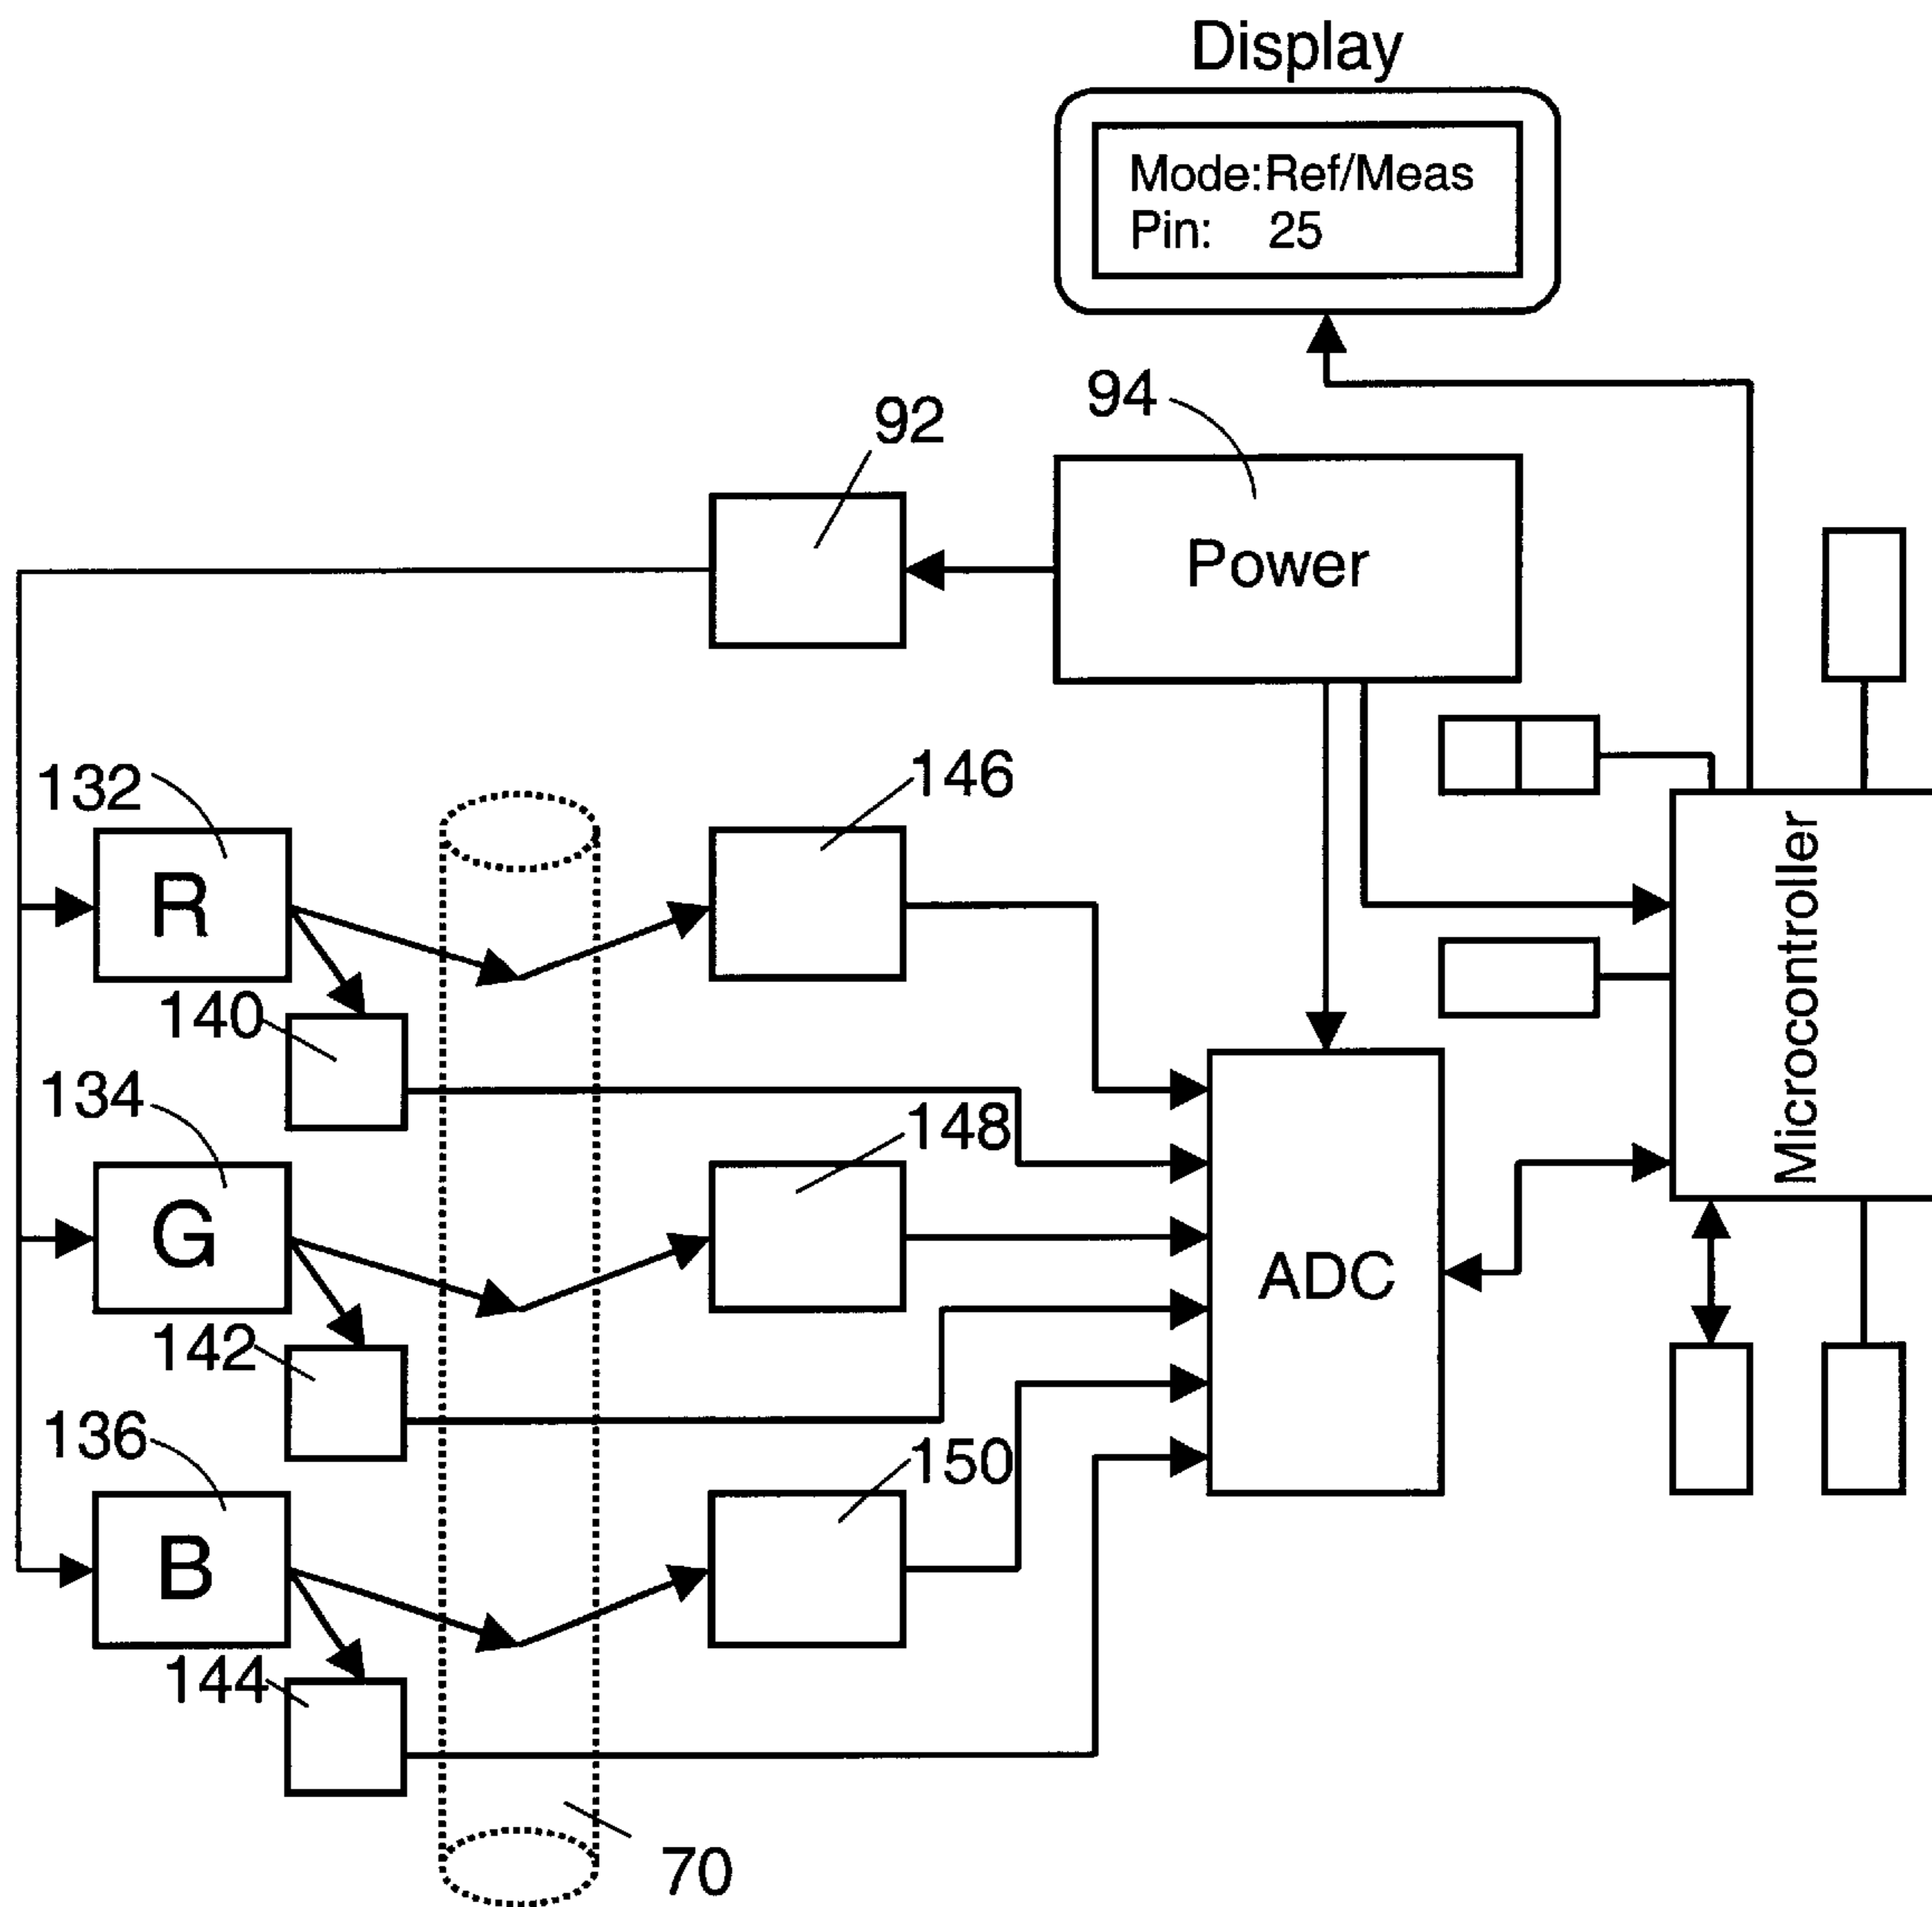 Display
Mode:Ref/Meas
Pin: 25
94
92
Power
132
146
R
140
Microcontroller
134
148
G
ADC
142
136
150
B
144
70